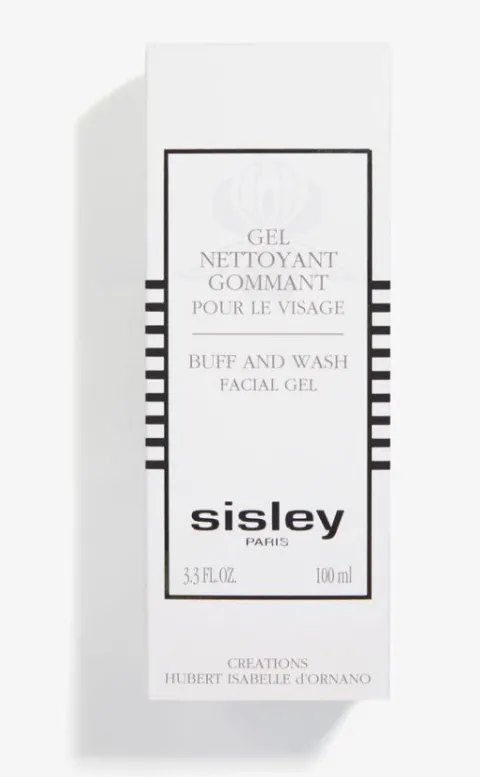 GEL
NETTOYANT
GOMMANT
POUR LE VISAGE
BUFF AND WASH
FACIAL GEL
sisley
PARIS
3.3 FL.OZ. 100 ml
CREATIONS
HUBERT ISABELLE d'ORNANO